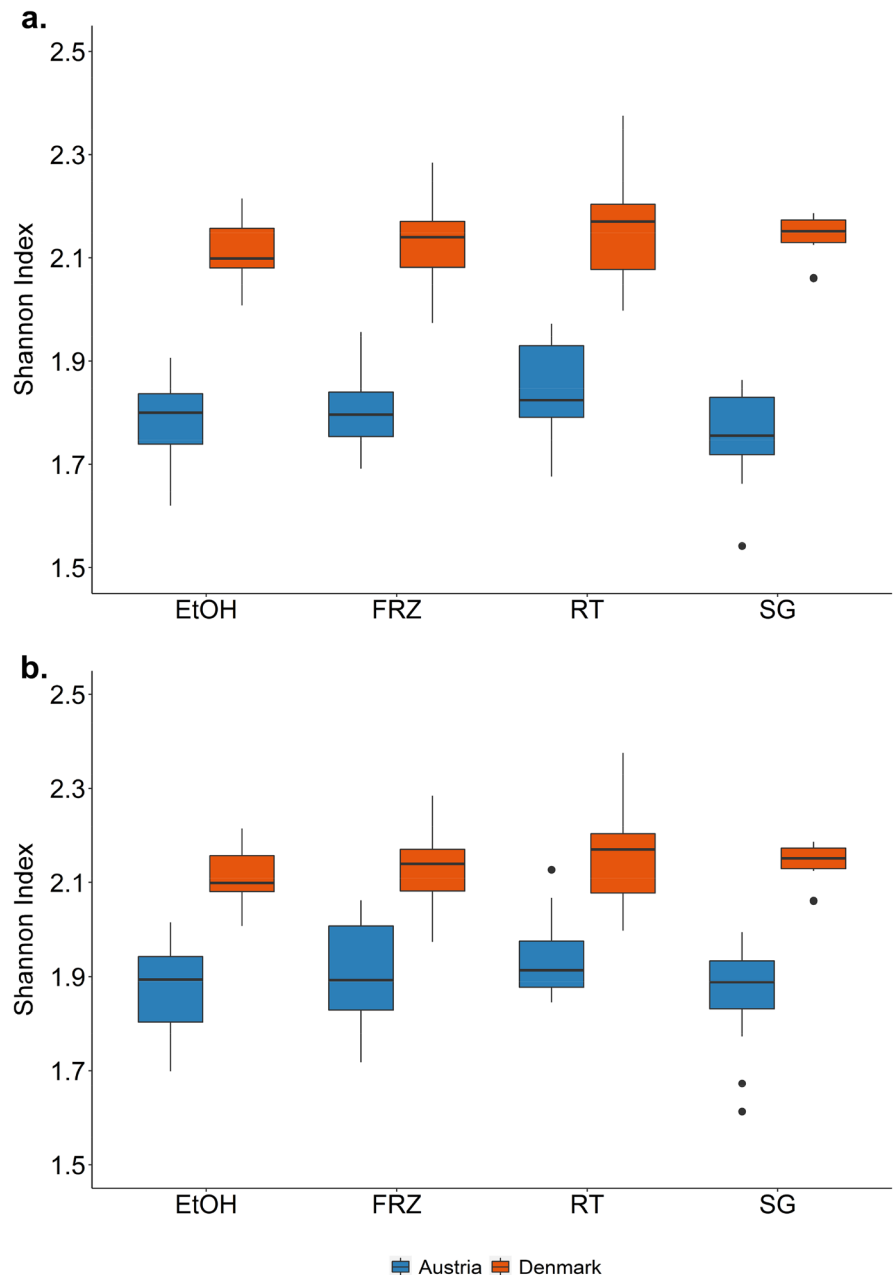 a.
2.5
2.3
2.1
1.9
1.7
1.5
Shannon Index
EtOH FRZ RT SG
b.
2.5
2.3
2.1
1.9
1.7
1.5
Shannon Index
EtOH FRZ RT SG
Austria Denmark